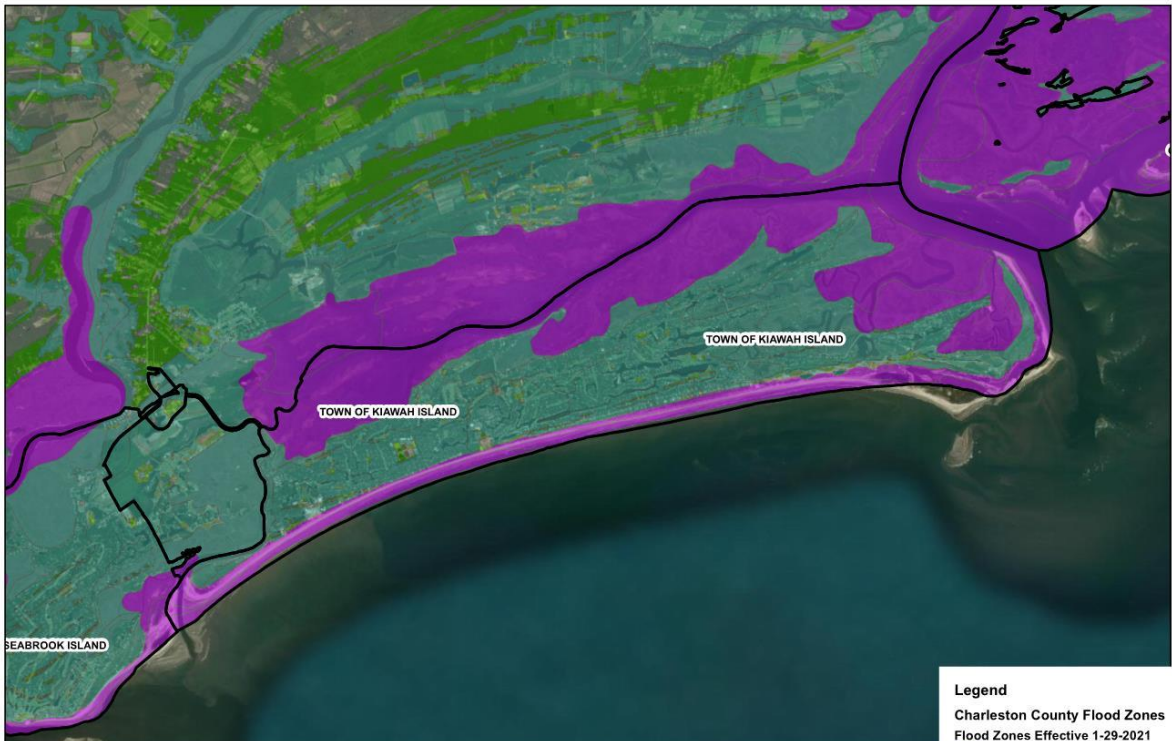 TOWN OF KIAWAH ISLAND
TOWN OF KIAWAH ISLAND
SEABROOK ISLAND
Legend
Charleston County Flood Zones
Flood Zones Effective 1-29-2021